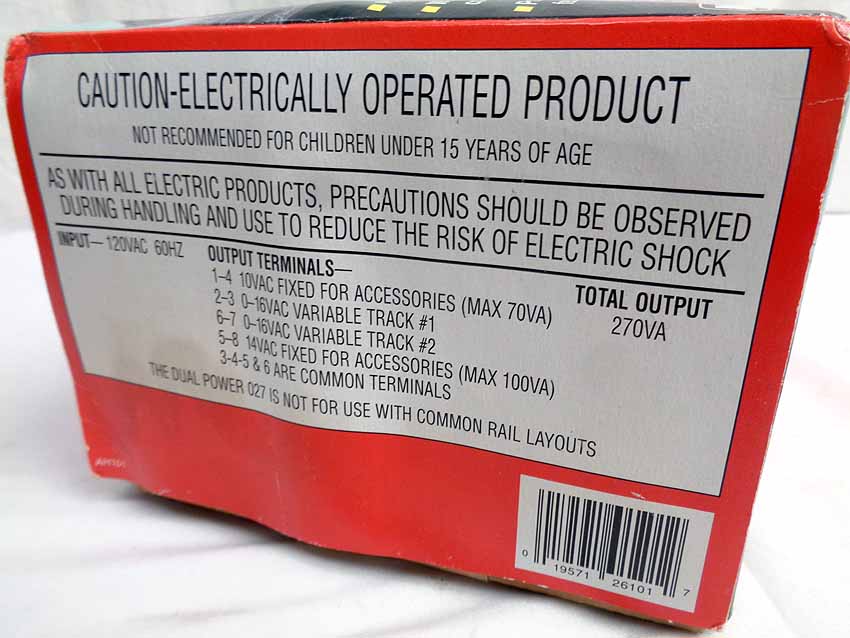 CAUTION-ELECTRICALLY OPERATED PRODUCT
NOT RECOMMENDED FOR CHILDREN UNDER 15 YEARS OF AGE
AS WITH ALL ELECTRIC PRODUCTS, PRECAUTIONS SHOULD BE OBSERVED
DURING HANDLING AND USE TO REDUCE THE RISK OF ELECTRIC SHOCK
INPUT— 120VAC 60HZ
OUTPUT TERMINALS—
1–4 10VAC FIXED FOR ACCESSORIES (MAX 70VA)
2–3 0–16VAC VARIABLE TRACK #1
6–7 0–16VAC VARIABLE TRACK #2
5–8 14VAC FIXED FOR ACCESSORIES (MAX 100VA)
3-4-5 & 6 ARE COMMON TERMINALS
TOTAL OUTPUT
270VA
THE DUAL POWER 027 IS NOT FOR USE WITH COMMON RAIL LAYOUTS
0 19571 26101 7